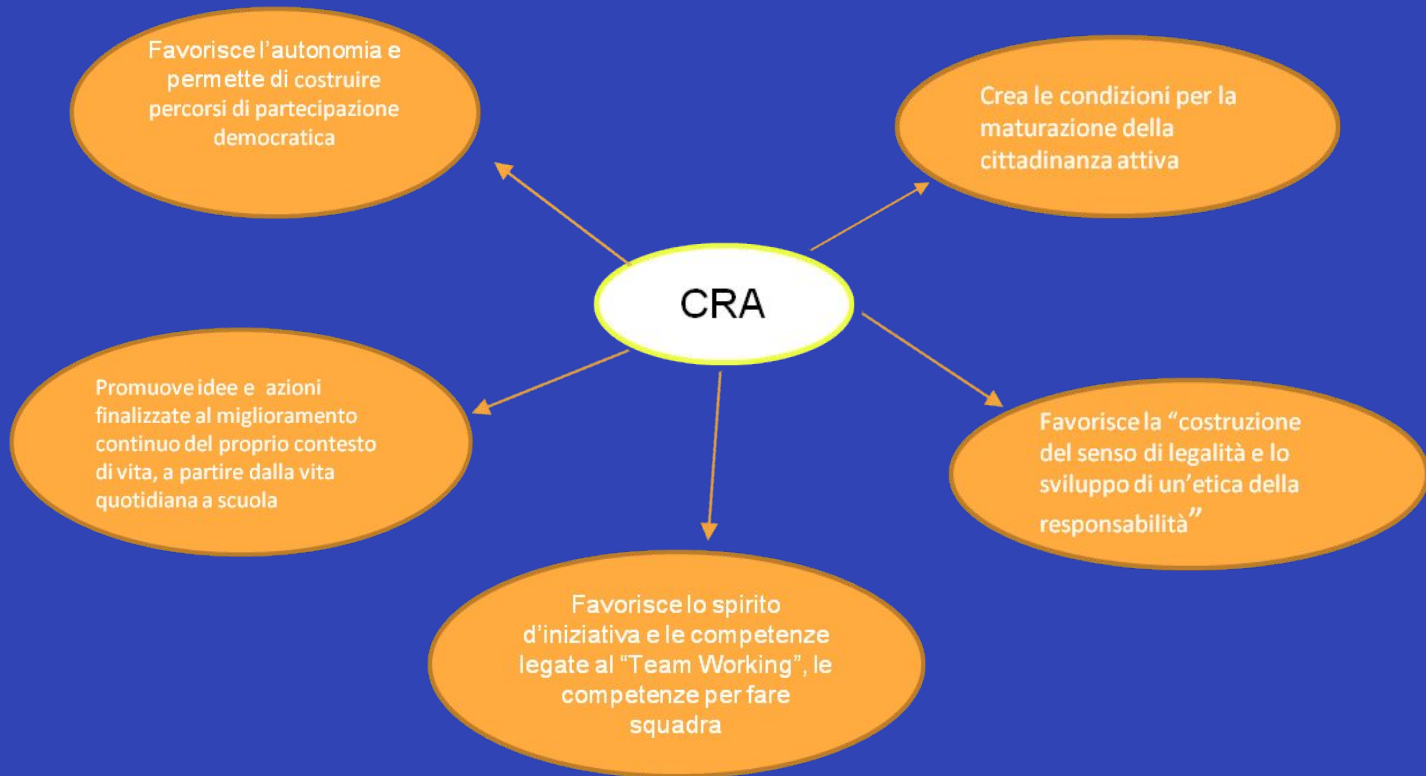 Favorisce l'autonomia e
permette di costruire
percorsi di partecipazione
democratica
Crea le condizioni per la
maturazione della
cittadinanza attiva
CRA
Promuove idee e azioni
finalizzate al miglioramento
continuo del proprio contesto
di vita, a partire dalla vita
quotidiana a scuola
Favorisce la “costruzione
del senso di legalità e lo
sviluppo di un'etica della
responsabilità”
Favorisce lo spirito
d'iniziativa e le competenze
legate al “Team Working”, le
competenze per fare
squadra